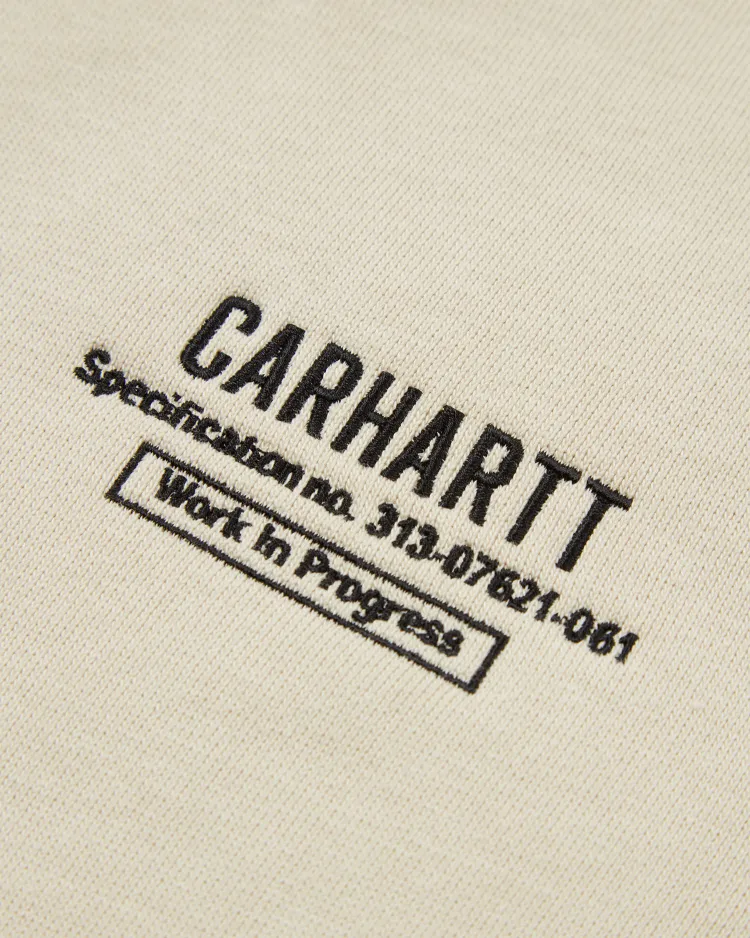 CARHARTT
Specification no. 313-07621-061
Work In Progress